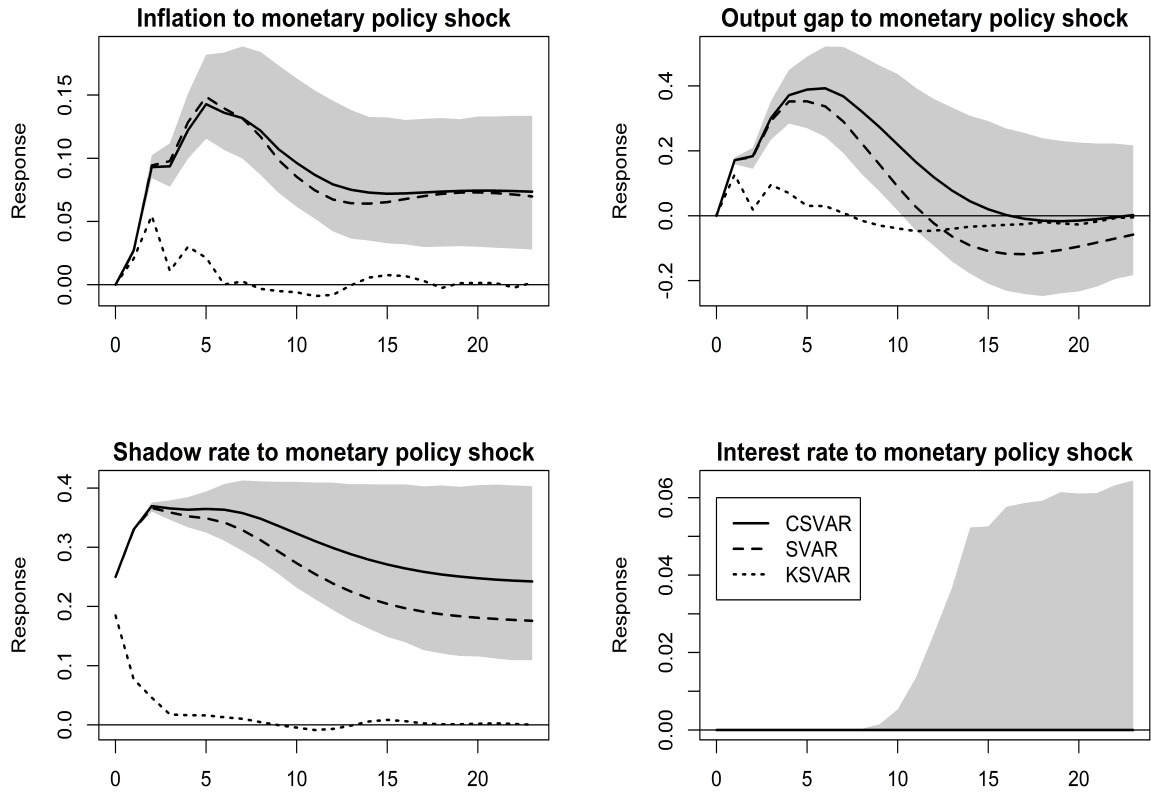 Inflation to monetary policy shock
Response
0.15
0.10
0.05
0.00
0 5 10 15 20
Output gap to monetary policy shock
Response
0.4
0.2
0.0
-0.2
0 5 10 15 20
Shadow rate to monetary policy shock
Response
0.4
0.3
0.2
0.1
0.0
0 5 10 15 20
Interest rate to monetary policy shock
Response
0.06
0.04
0.02
0.00
CSVAR
SVAR
KSVAR
0 5 10 15 20